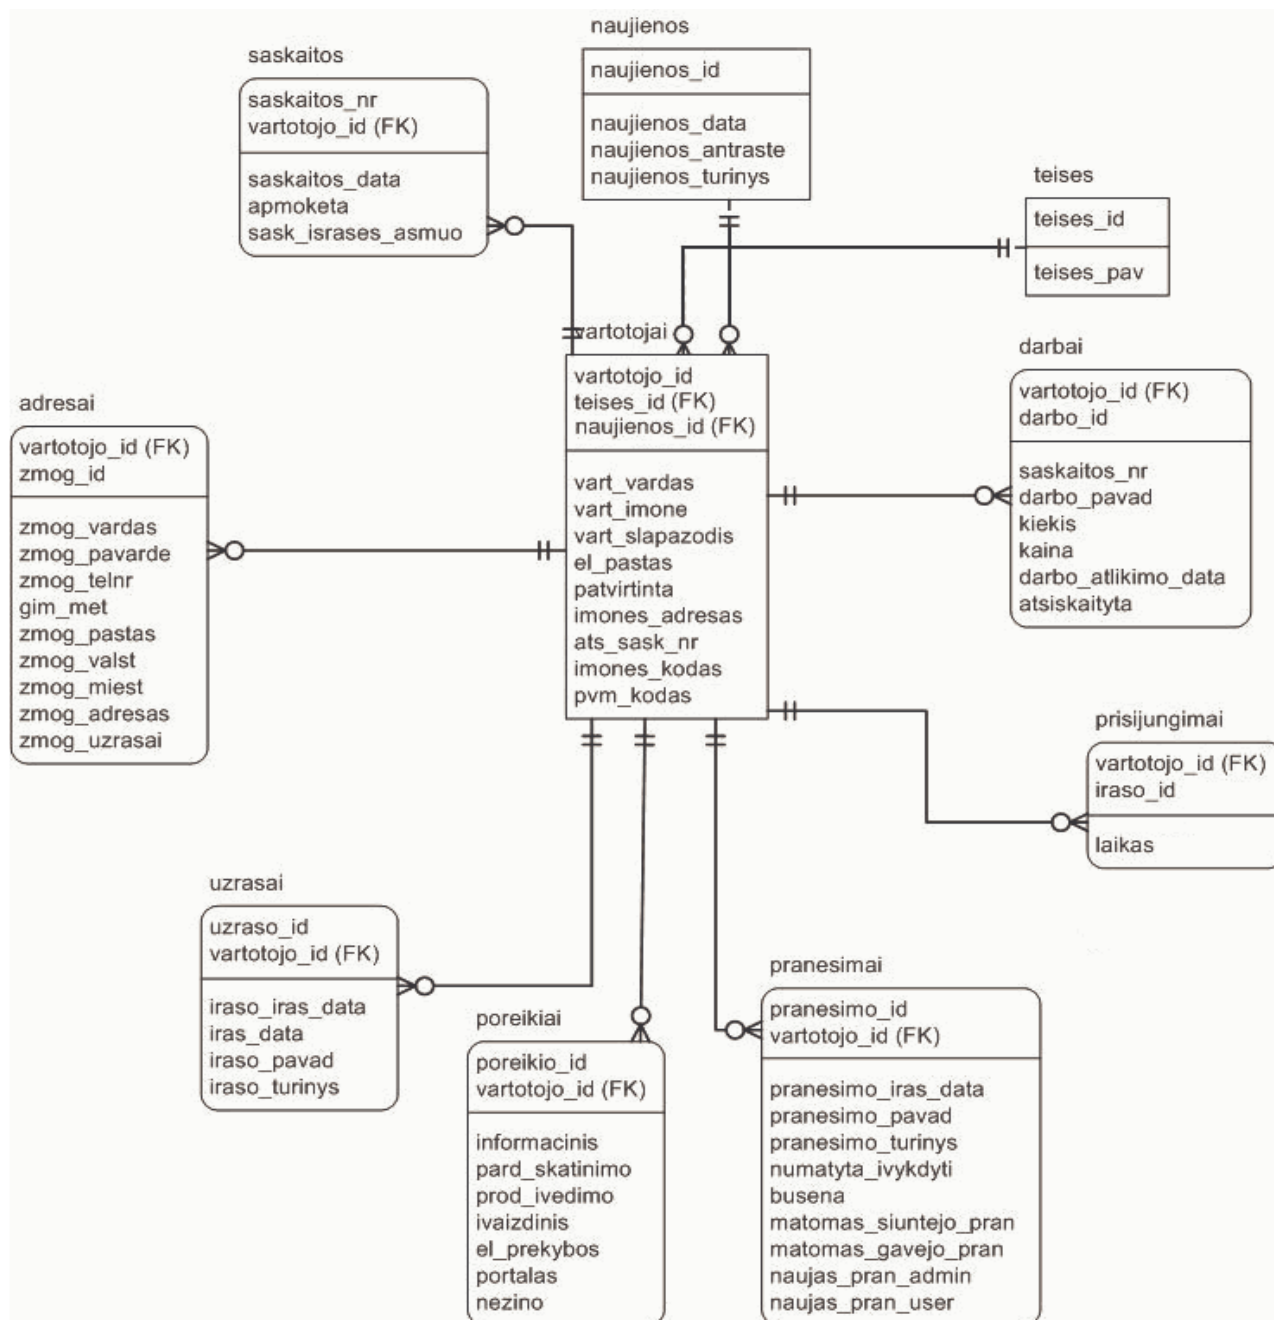 naujienos
naujienos_id
naujienos_data
naujienos_antraste
naujienos_turinys
saskaitos
saskaitos_nr
vartotojo_id (FK)
saskaitos_data
apmoketa
sask_israses_asmuo
teises
teises_id
teises_pav
vartotojai
vartotojo_id
teises_id (FK)
naujienos_id (FK)
vart_vardas
vart_imone
vart_slapazodis
el_pastas
patvirtinta
imones_adresas
ats_sask_nr
imones_kodas
pvm_kodas
darbai
vartotojo_id (FK)
darbo_id
saskaitos_nr
darbo_pavad
kiekis
kaina
darbo_atlikimo_data
atsiskaityta
adresai
vartotojo_id (FK)
zmog_id
zmog_vardas
zmog_pavarde
zmog_telnr
gim_met
zmog_pastas
zmog_valst
zmog_miest
zmog_adresas
zmog_uzrasai
prisijungimai
vartotojo_id (FK)
iraso_id
laikas
uzrasai
uzraso_id
vartotojo_id (FK)
iraso_iras_data
iras_data
iraso_pavad
iraso_turinys
poreikiai
poreikio_id
vartotojo_id (FK)
informacinis
pard_skatinimo
prod_ivedimo
ivaizdinis
el_prekybos
portalas
nezino
pranesimai
pranesimo_id
vartotojo_id (FK)
pranesimo_iras_data
pranesimo_pavad
pranesimo_turinys
numatyta_ivykdyti
busena
matomas_siuntejo_pran
matomas_gavejo_pran
naujas_pran_admin
naujas_pran_user